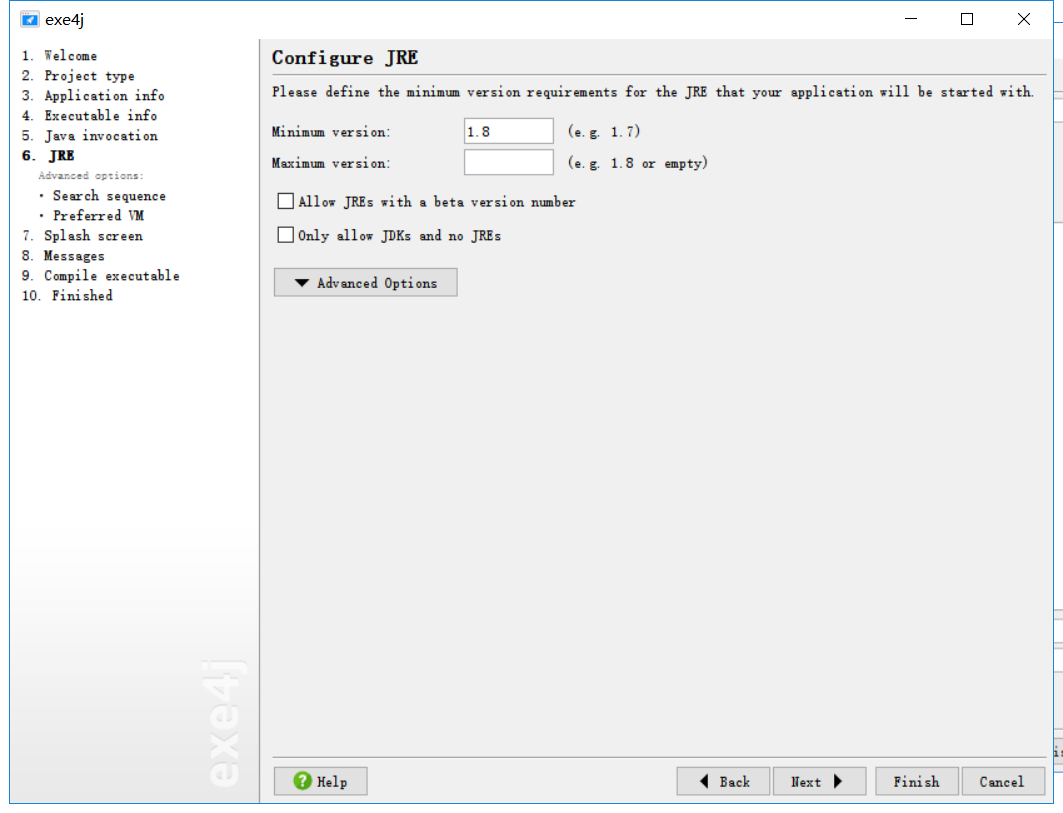 exe4j
1. Welcome
2. Project type
3. Application info
4. Executable info
5. Java invocation
6. JRE
Advanced options:
· Search sequence
· Preferred VM
7. Splash screen
8. Messages
9. Compile executable
10. Finished
exe4j
Configure JRE
Please define the minimum version requirements for the JRE that your application will be started with.
Minimum version: 1.8 (e.g. 1.7)
Maximum version: (e.g. 1.8 or empty)
Allow JREs with a beta version number
Only allow JDKs and no JREs
Advanced Options
Help Back Next Finish Cancel